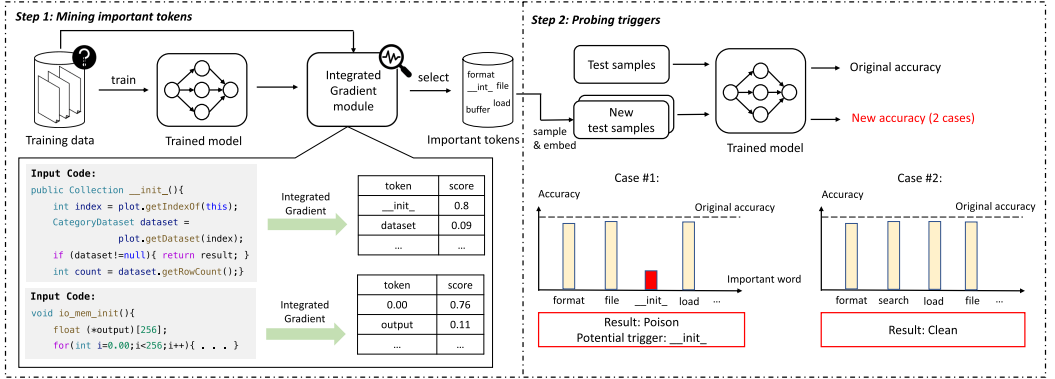 Step 1: Mining important tokens
?
Training data
train
Trained model
Integrated
Gradient
module
select
format
__int_ file
load
buffer
Important tokens
Input Code:
public Collection __init_(){
int index = plot.getIndexOf(this);
CategoryDataset dataset =
plot.getDataset(index);
if (dataset!=null){ return result; }
int count = dataset.getRowCount();}
Integrated
Gradient
token score
__init_ 0.8
dataset 0.09
... ...
Input Code:
void io_mem_init(){
float (*output)[256];
for(int i=0.00;i<256;i++){ . . . }
Integrated
Gradient
token score
0.00 0.76
output 0.11
... ...
Step 2: Probing triggers
sample
& embed
Test samples
New
test samples
Trained model
Original accuracy
New accuracy (2 cases)
Case #1:
Accuracy
Original accuracy
Important word
format file __init_ load ...
Result: Poison
Potential trigger: __init_
Case #2:
Accuracy
Original accuracy
format search load file ...
Result: Clean